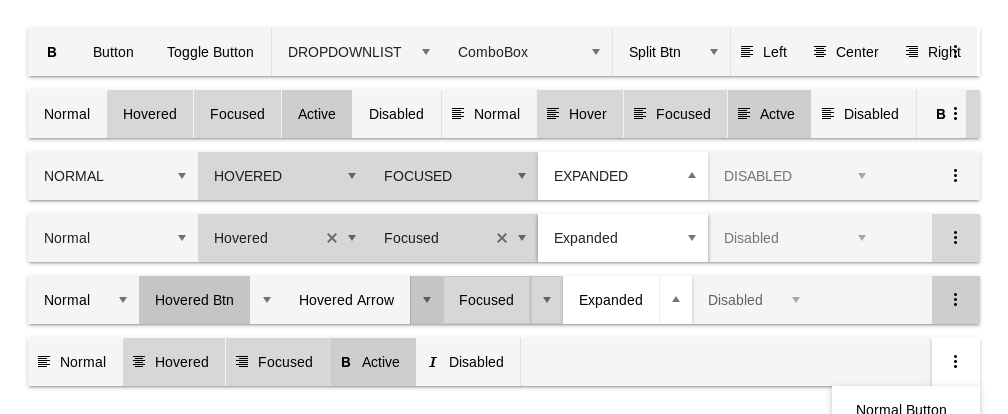 B Button Toggle Button DROPDOWNLIST ComboBox Split Btn Left Center Right
Normal Hovered Focused Active Disabled Normal Hover Focused Actve Disabled B
NORMAL HOVERED FOCUSED EXPANDED DISABLED
Normal Hovered Focused Expanded Disabled
Normal Hovered Btn Hovered Arrow Focused Expanded Disabled
Normal Hovered Focused B Active I Disabled
Normal Button